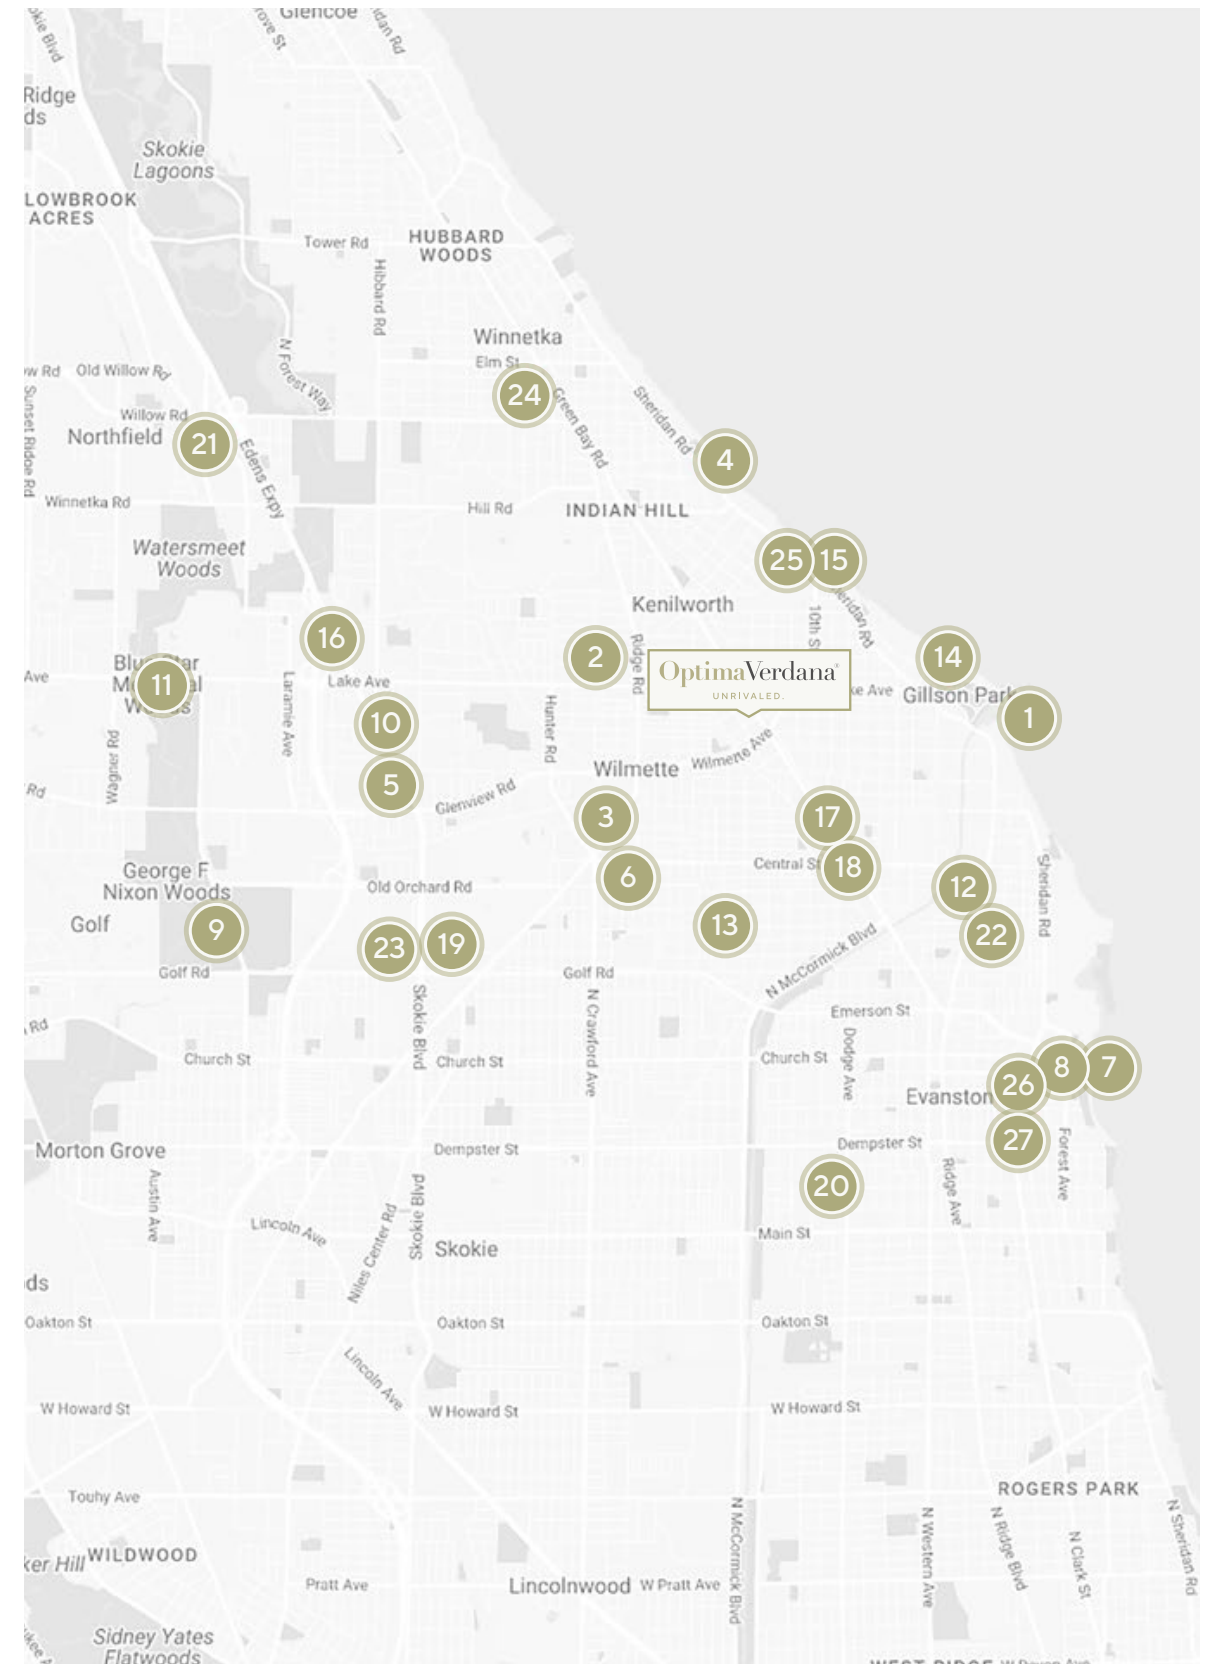 Glencoe
Skokie
Lagoons
Ridge
LOWBROOK
ACRES
Tower Rd
HUBBARD
WOODS
Hibbard Rd
Winnetka
Elm St
24
N Forest Way
Old Willow Rd
Willow Rd
Northfield
21
Sunset Ridge Rd
Edens Expy
Green Bay Rd
Sheridan Rd
4
Winnetka Rd
Hill Rd
INDIAN HILL
Watersmeet
Woods
25
15
Kenilworth
10th St
16
2
Ridge Rd
OptimaVerdana®
UNRIVALED.
14
Gillson Park
1
11
Ave
Lake Ave
Laramie Ave
10
5
Hunter Rd
Wagner Rd
Wilmette
Wilmette Ave
Rd
Glenview Rd
3
17
George F
Nixon Woods
Old Orchard Rd
6
Central St
18
12
Sheridan Rd
Golf
9
23
19
13
22
Golf Rd
Golf Rd
N McCormick Blvd
Skokie Blvd
N Crawford Ave
Emerson St
Rd
Church St
Church St
Church St
Dodge Ave
8
7
Evanston
26
27
Morton Grove
Dempster St
Dempster St
Forest Ave
Austin Ave
20
Ridge Ave
Lincoln Ave
Niles Center Rd
Skokie Blvd
Skokie
Main St
Oakton St
Oakton St
Oakton St
Lincoln Ave
W Howard St
W Howard St
W Howard St
Touhy Ave
ROGERS PARK
N McCormick Blvd
N Western Ave
N Ridge Blvd
N Clark St
N Sheridan Rd
WILDWOOD
Pratt Ave
Lincolnwood
W Pratt Ave
Sidney Yates
Flatwoods
WEST RIDGE